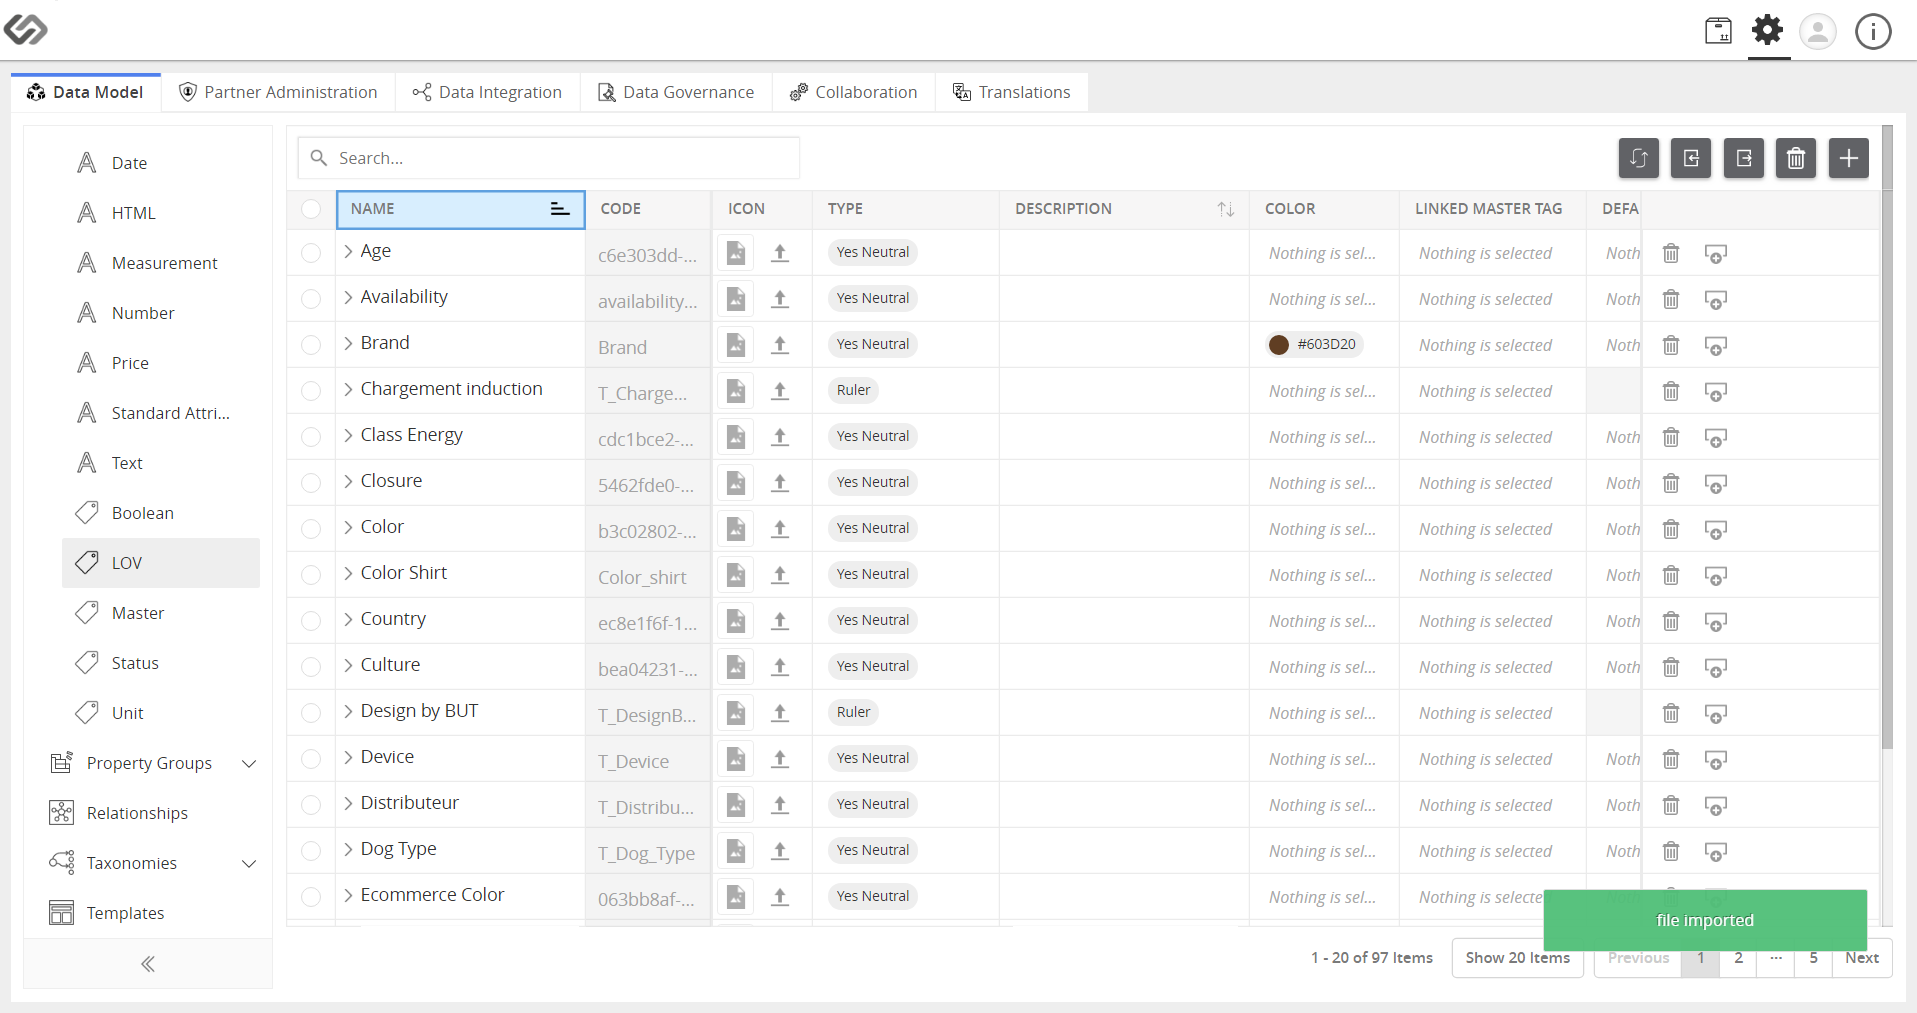 Data Model
Partner Administration
Data Integration
Data Governance
Collaboration
Translations
Date
HTML
Measurement
Number
Price
Standard Attri...
Text
Boolean
LOV
Master
Status
Unit
Property Groups
Relationships
Taxonomies
Templates
Search...
NAME CODE ICON TYPE DESCRIPTION COLOR LINKED MASTER TAG DEFA
Age c6e303dd-... Yes Neutral Nothing is sel... Nothing is selected Noth
Availability availability... Yes Neutral Nothing is sel... Nothing is selected Noth
Brand Brand Yes Neutral #603D20 Nothing is selected Noth
Chargement induction T_Charge... Ruler Nothing is sel... Nothing is selected
Class Energy cdc1bce2-... Yes Neutral Nothing is sel... Nothing is selected Noth
Closure 5462fde0-... Yes Neutral Nothing is sel... Nothing is selected Noth
Color b3c02802-... Yes Neutral Nothing is sel... Nothing is selected Noth
Color Shirt Color_shirt Yes Neutral Nothing is sel... Nothing is selected Noth
Country ec8e1f6f-1... Yes Neutral Nothing is sel... Nothing is selected Noth
Culture bea04231-... Yes Neutral Nothing is sel... Nothing is selected Noth
Design by BUT T_DesignB... Ruler Nothing is sel... Nothing is selected
Device T_Device Yes Neutral Nothing is sel... Nothing is selected Noth
Distributeur T_Distribu... Yes Neutral Nothing is sel... Nothing is selected Noth
Dog Type T_Dog_Type Yes Neutral Nothing is sel... Nothing is selected Noth
Ecommerce Color 063bb8af-... Yes Neutral Nothing is sel... Nothing is selecte
file imported
1 - 20 of 97 Items Show 20 Items Previous 1 2 ... 5 Next